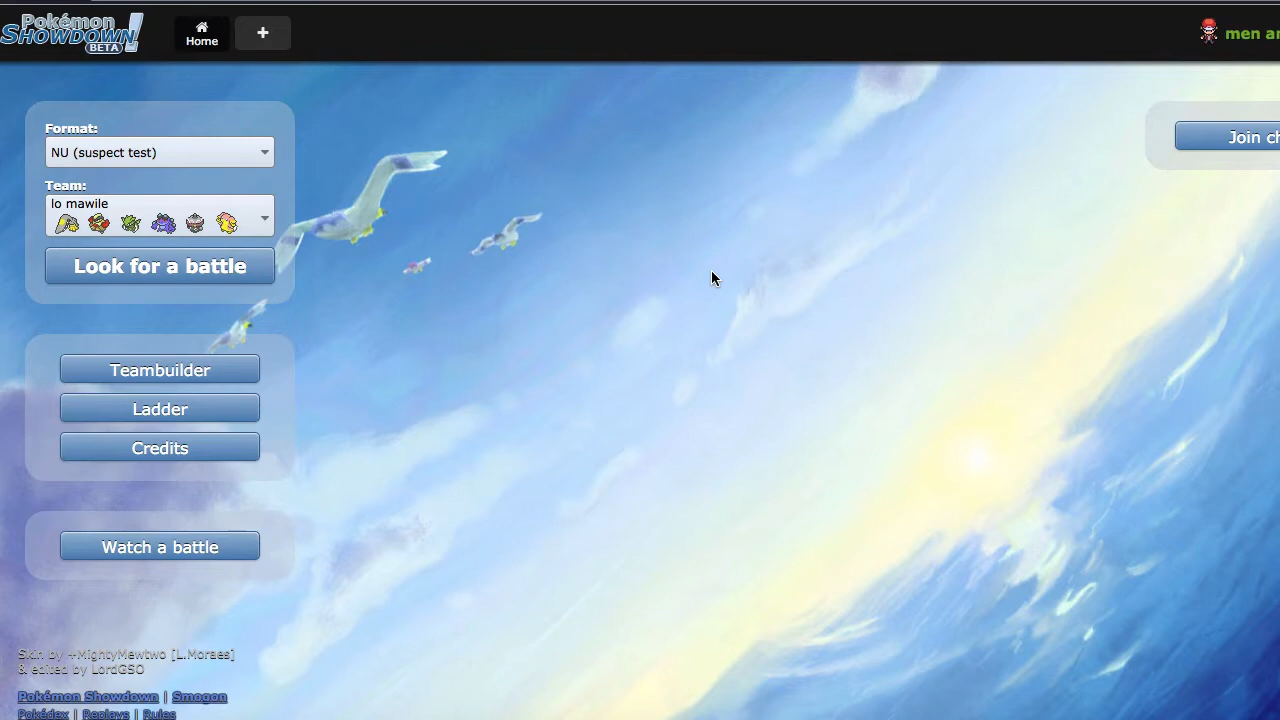 Pokémon
SHOWDOWN!
BETA
Home
+
men ar
Format:
NU (suspect test)
Team:
lo mawile
Look for a battle
Join ch
Teambuilder
Ladder
Credits
Watch a battle
Skin by +MightyMewtwo [L.Moraes]
& edited by LordGSO
Pokémon Showdown | Smogon
Pokédex | Replays | Rules